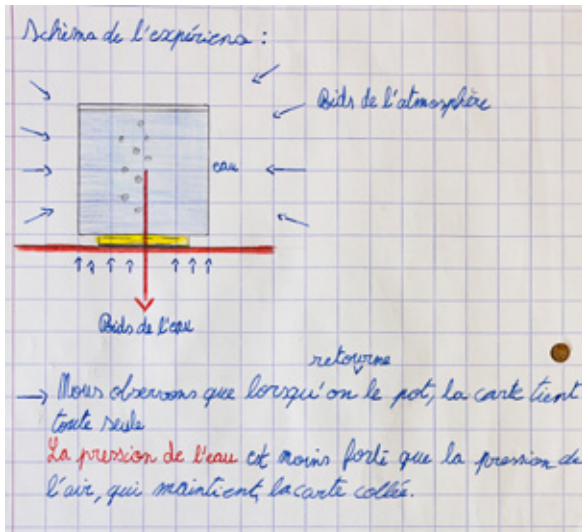 Schéma de l'expérience :
Poids de l'atmosphère
eau
Poids de l'eau
retourne
→ Nous observons que lorsqu'on le pot, la carte tient
toute seule
La pression de l'eau est moins forte que la pression de
l'air, qui maintient la carte collée.